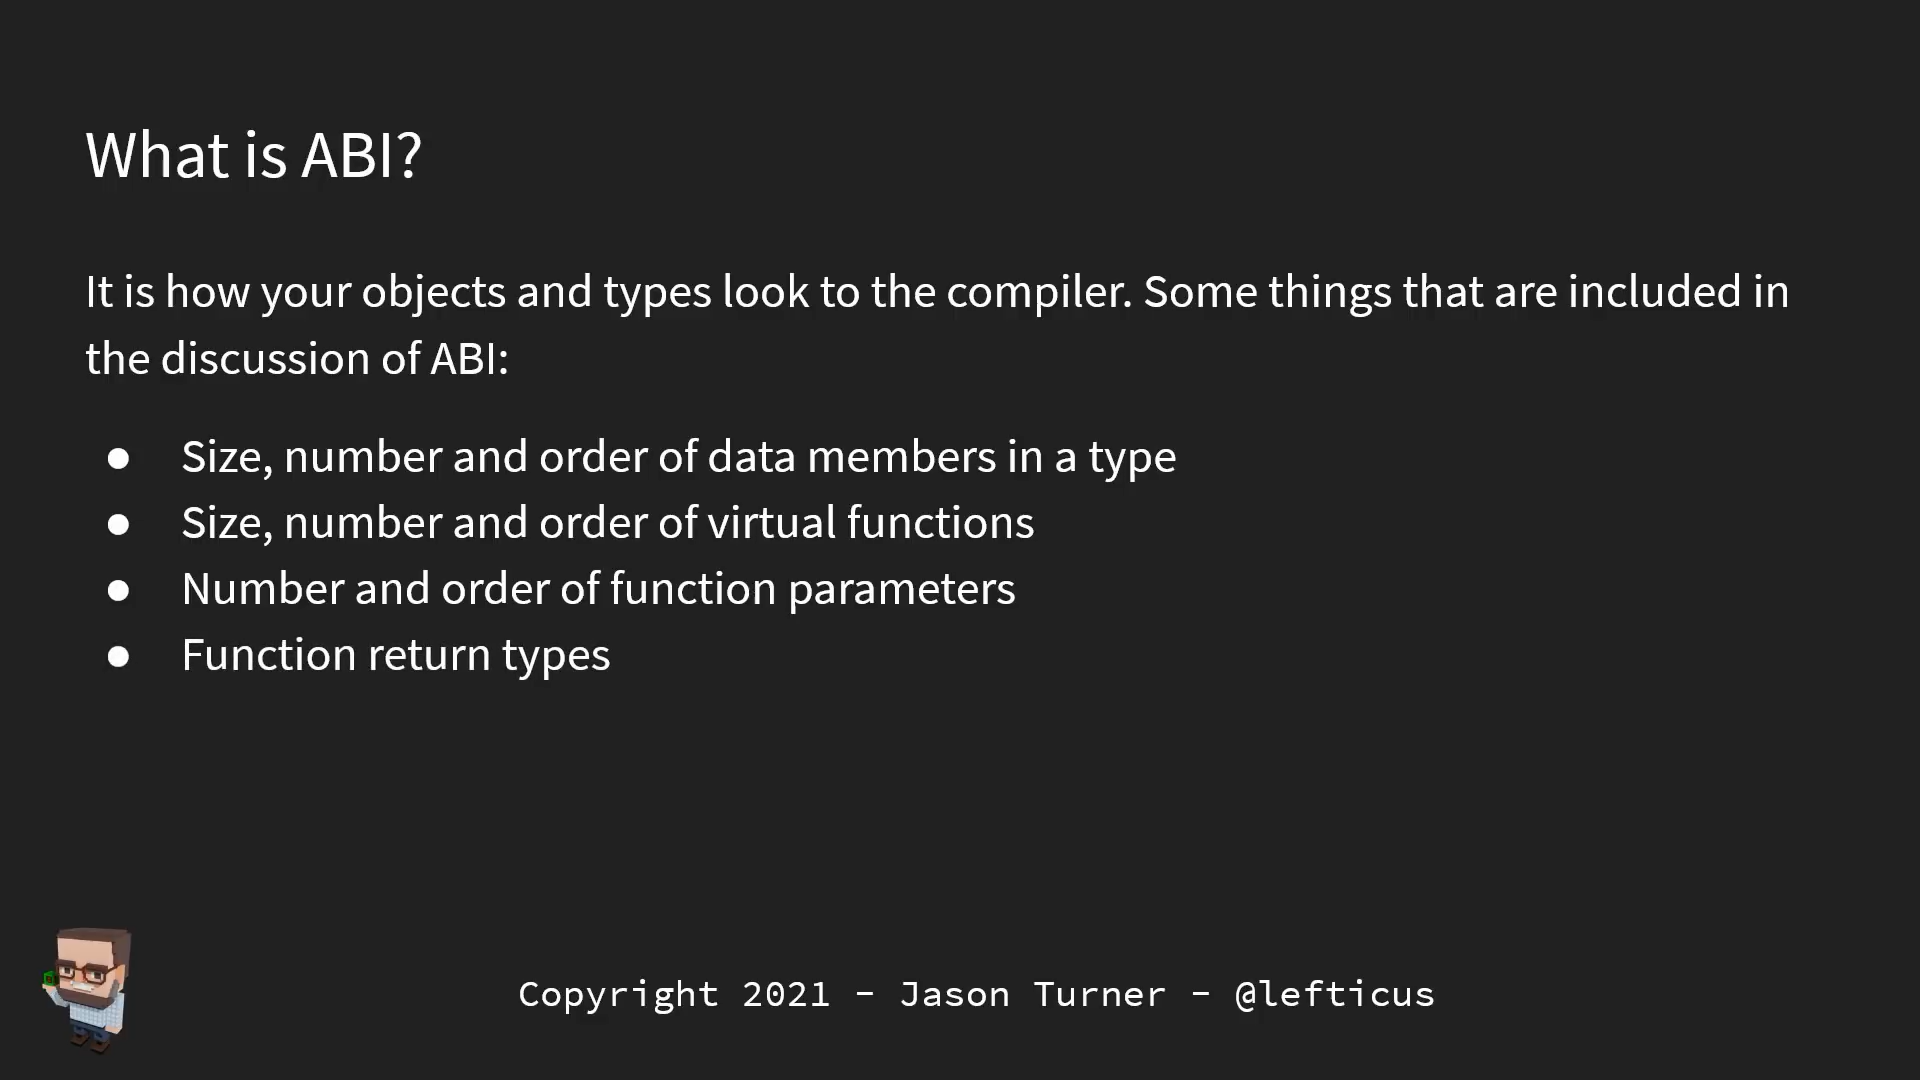 What is ABI?
It is how your objects and types look to the compiler. Some things that are included in
the discussion of ABI:
● Size, number and order of data members in a type
● Size, number and order of virtual functions
● Number and order of function parameters
● Function return types
Copyright 2021 - Jason Turner - @lefticus